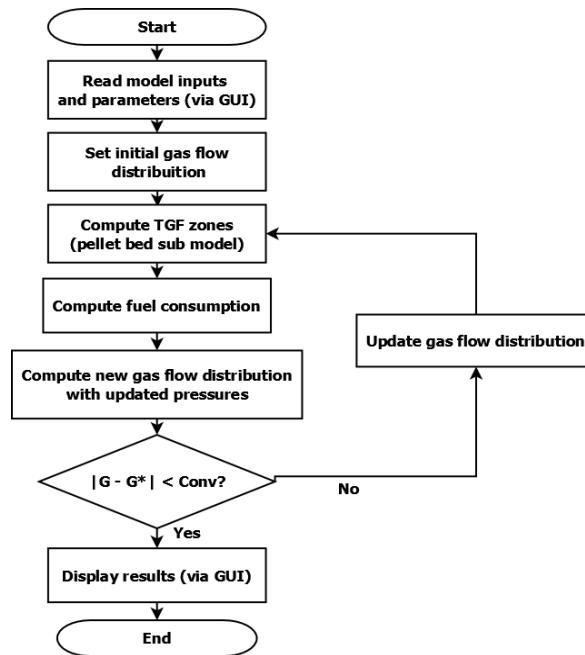 Start
Read model inputs
and parameters (via GUI)
Set initial gas flow
distribuition
Compute TGF zones
(pellet bed sub model)
Compute fuel consumption
Update gas flow distribution
Compute new gas flow distribution
with updated pressures
|G - G*| < Conv?
No
Yes
Display results (via GUI)
End